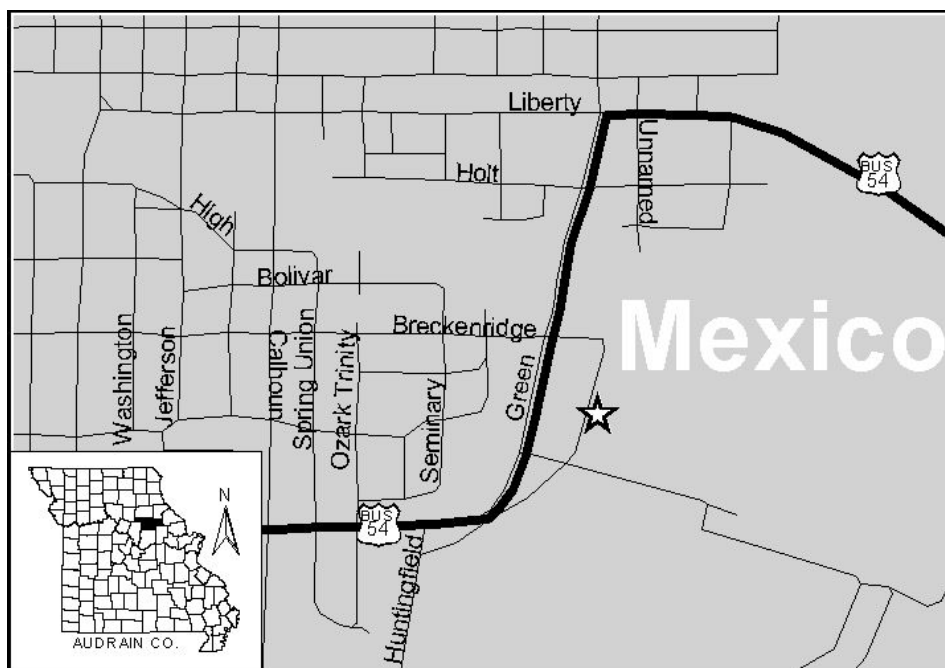 Liberty
Unnamed
BUS
54
Holt
High
Bolivar
Mexico
Breckenridge
Washington
Jefferson
Calhoun
Spring Union
Ozark Trinity
Seminary
Green
BUS
54
Huntingfield
N
AUDRAIN CO.